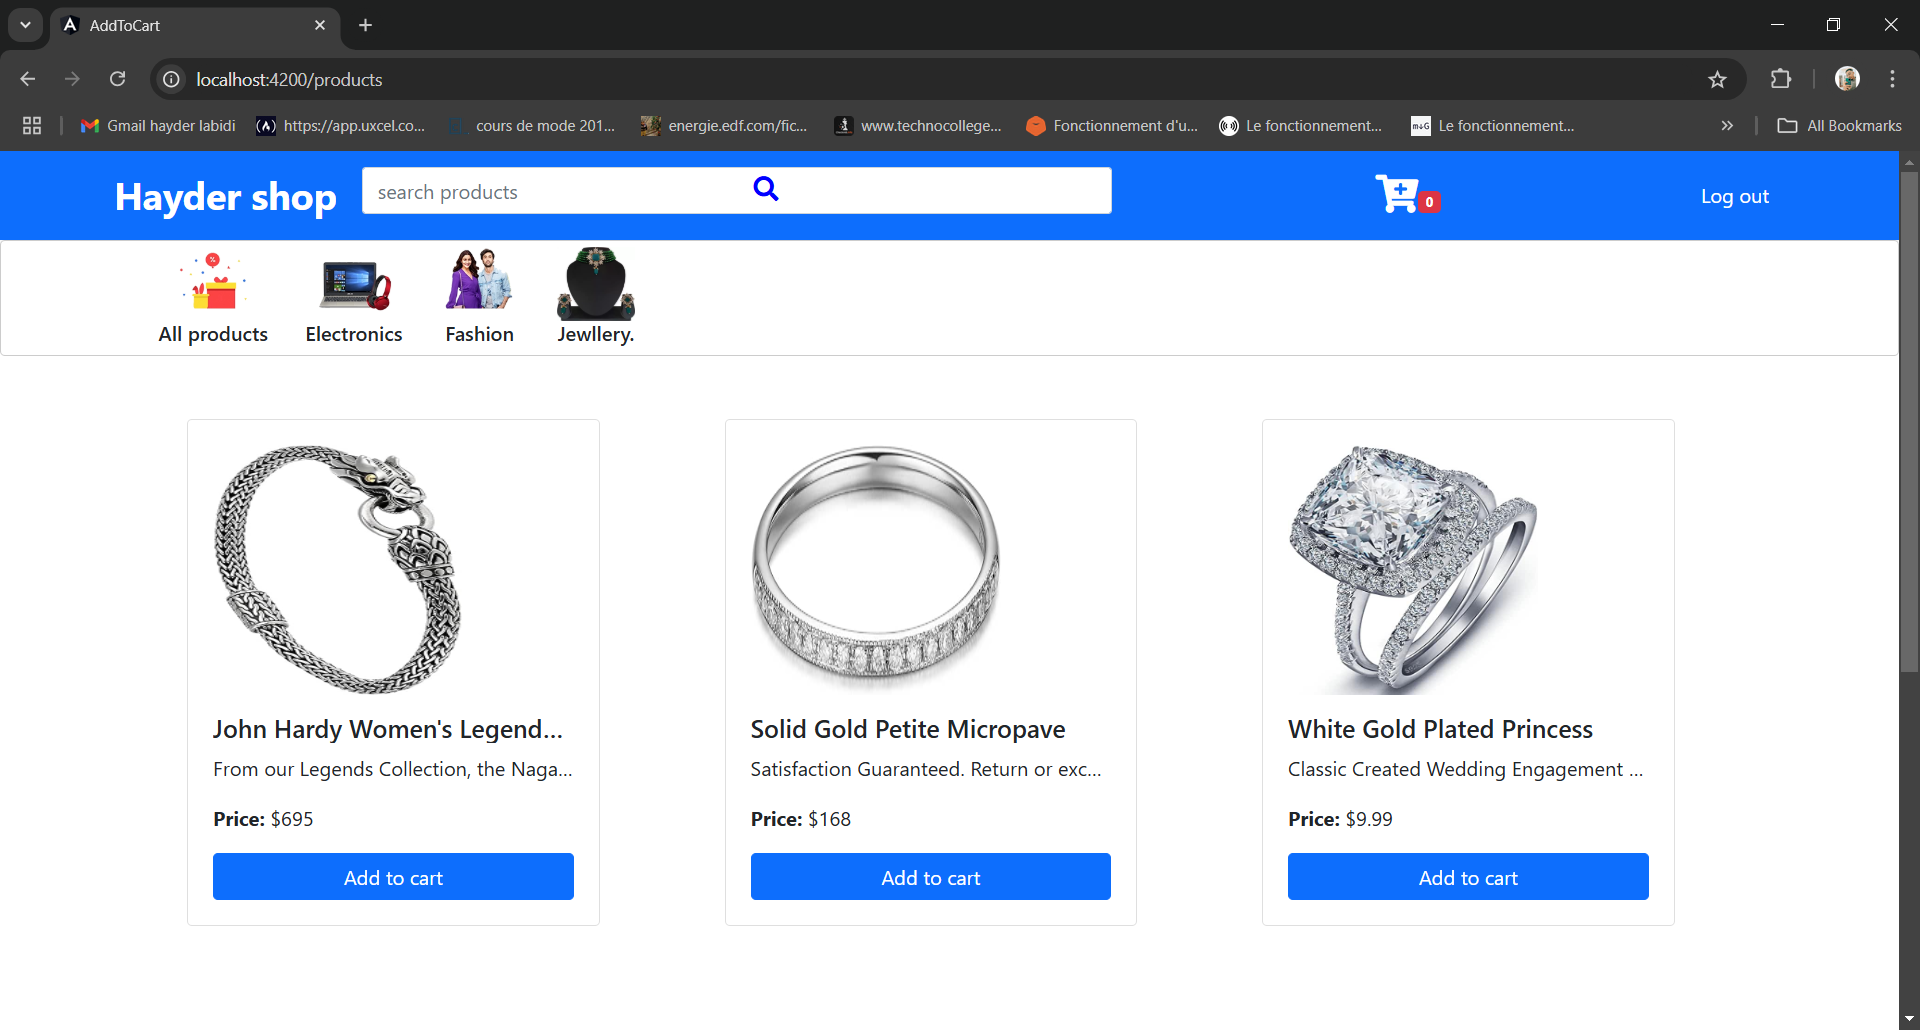 AddToCart
localhost:4200/products
Gmail hayder labidi https://app.uxcel.co... cours de mode 201... energie.edf.com/fic... www.technocollege... Fonctionnement d'u... Le fonctionnement... m↓G Le fonctionnement... All Bookmarks
Hayder shop search products 0 Log out
All products Electronics Fashion Jewllery.
John Hardy Women's Legend...
From our Legends Collection, the Naga...
Price: $695
Add to cart
Solid Gold Petite Micropave
Satisfaction Guaranteed. Return or exc...
Price: $168
Add to cart
White Gold Plated Princess
Classic Created Wedding Engagement ...
Price: $9.99
Add to cart